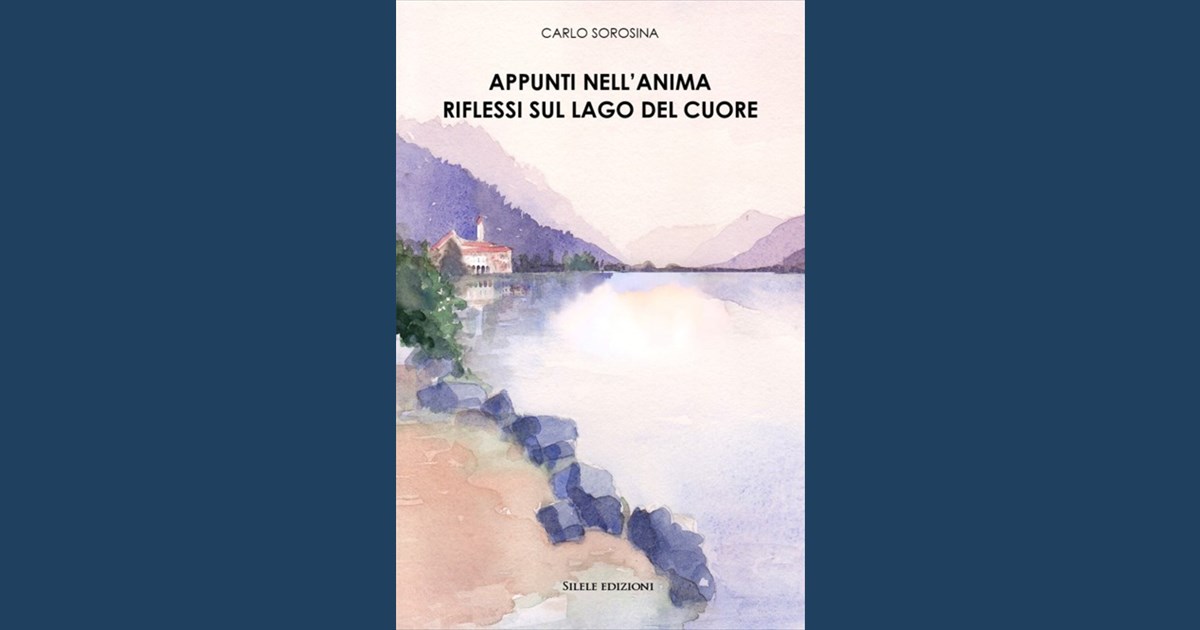 CARLO SOROSINA
APPUNTI NELL'ANIMA
RIFLESSI SUL LAGO DEL CUORE
SILELE EDIZIONI